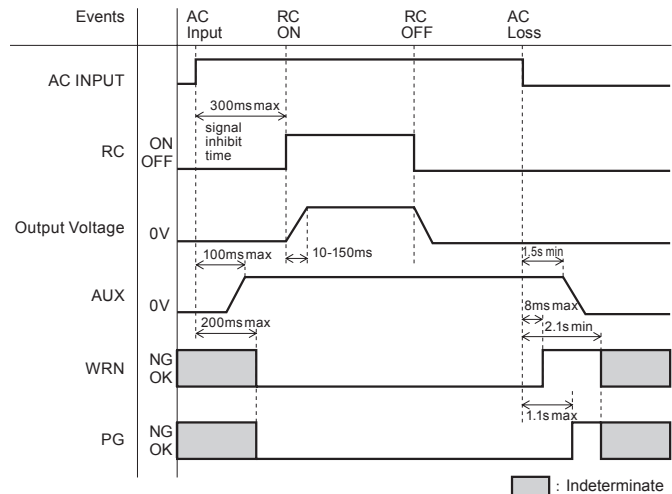 Events
AC
Input
RC
ON
RC
OFF
AC
Loss
AC INPUT
300ms max
signal
inhibit
time
RC
ON
OFF
Output Voltage
0V
10-150ms
100ms max
1.5s min
AUX
0V
8ms max
200ms max
2.1s min
WRN
NG
OK
1.1s max
PG
NG
OK
: Indeterminate